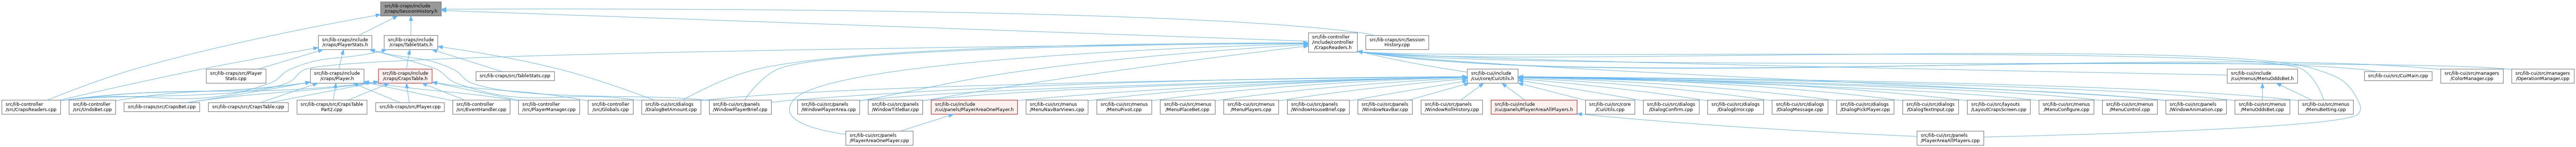 src/lib-craps/include
/craps/SessionHistory.h
src/lib-craps/include
/craps/PlayerStats.h
src/lib-craps/include
/craps/TableStats.h
src/lib-controller
/include/controller
/CrapsReaders.h
src/lib-craps/src/Session
History.cpp
src/lib-craps/src/Player
Stats.cpp
src/lib-craps/include
/craps/Player.h
src/lib-craps/include
/craps/CrapsTable.h
src/lib-craps/src/TableStats.cpp
src/lib-cui/include
/cui/core/CuiUtils.h
src/lib-cui/include
/cui/menus/MenuOddsBet.h
src/lib-cui/src/CuiMain.cpp
src/lib-cui/src/managers
/ColorManager.cpp
src/lib-cui/src/managers
/OperationManager.cpp
src/lib-controller
/src/CrapsReaders.cpp
src/lib-controller
/src/UndoBet.cpp
src/lib-craps/src/CrapsBet.cpp
src/lib-craps/src/CrapsTable.cpp
src/lib-craps/src/CrapsTable
Part2.cpp
src/lib-craps/src/Player.cpp
src/lib-controller
/src/EventHandler.cpp
src/lib-controller
/src/PlayerManager.cpp
src/lib-controller
/src/Globals.cpp
src/lib-cui/src/dialogs
/DialogBetAmount.cpp
src/lib-cui/src/panels
/WindowPlayerBrief.cpp
src/lib-cui/src/panels
/WindowPlayerArea.cpp
src/lib-cui/src/panels
/WindowTitleBar.cpp
src/lib-cui/include
/cui/panels/PlayerAreaOnePlayer.h
src/lib-cui/src/menus
/MenuNavBarViews.cpp
src/lib-cui/src/menus
/MenuPivot.cpp
src/lib-cui/src/menus
/MenuPlaceBet.cpp
src/lib-cui/src/menus
/MenuPlayers.cpp
src/lib-cui/src/panels
/WindowHouseBrief.cpp
src/lib-cui/src/panels
/WindowNavBar.cpp
src/lib-cui/src/panels
/WindowRollHistory.cpp
src/lib-cui/include
/cui/panels/PlayerAreaAllPlayers.h
src/lib-cui/src/core
/CuiUtils.cpp
src/lib-cui/src/dialogs
/DialogConfirm.cpp
src/lib-cui/src/dialogs
/DialogError.cpp
src/lib-cui/src/dialogs
/DialogMessage.cpp
src/lib-cui/src/dialogs
/DialogPickPlayer.cpp
src/lib-cui/src/dialogs
/DialogTextInput.cpp
src/lib-cui/src/layouts
/LayoutCrapsScreen.cpp
src/lib-cui/src/menus
/MenuConfigure.cpp
src/lib-cui/src/menus
/MenuControl.cpp
src/lib-cui/src/panels
/WindowAnimation.cpp
src/lib-cui/src/menus
/MenuOddsBet.cpp
src/lib-cui/src/menus
/MenuBetting.cpp
src/lib-cui/src/panels
/PlayerAreaOnePlayer.cpp
src/lib-cui/src/panels
/PlayerAreaAllPlayers.cpp